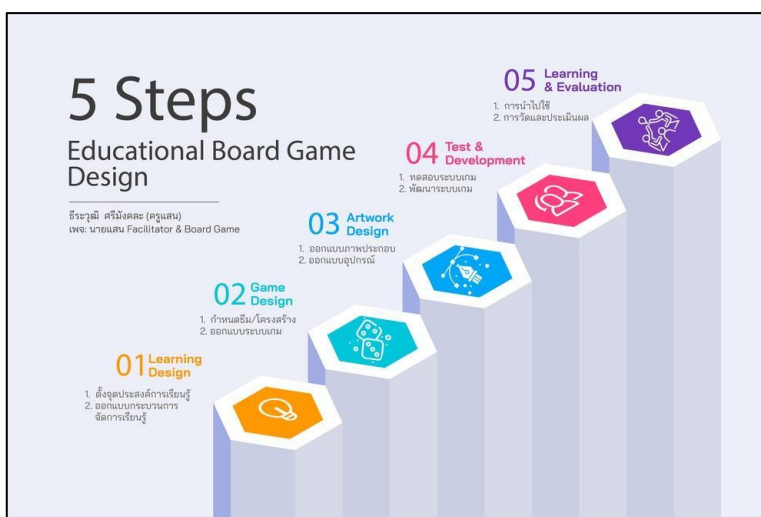 5 Steps
Educational Board Game
Design
ธีระวุฒิ ศรีมังคละ (ครูแสน)
เพจ: นายแสน Facilitator & Board Game
01 Learning
Design
1. ตั้งจุดประสงค์การเรียนรู้
2. ออกแบบกระบวนการ
จัดการเรียนรู้
02 Game
Design
1. กำหนดธีม/โครงสร้าง
2. ออกแบบระบบเกม
03 Artwork
Design
1. ออกแบบภาพประกอบ
2. ออกแบบอุปกรณ์
04 Test &
Development
1. ทดสอบระบบเกม
2. พัฒนาระบบเกม
05 Learning
& Evaluation
1. การนำไปใช้
2. การวัดและประเมินผล